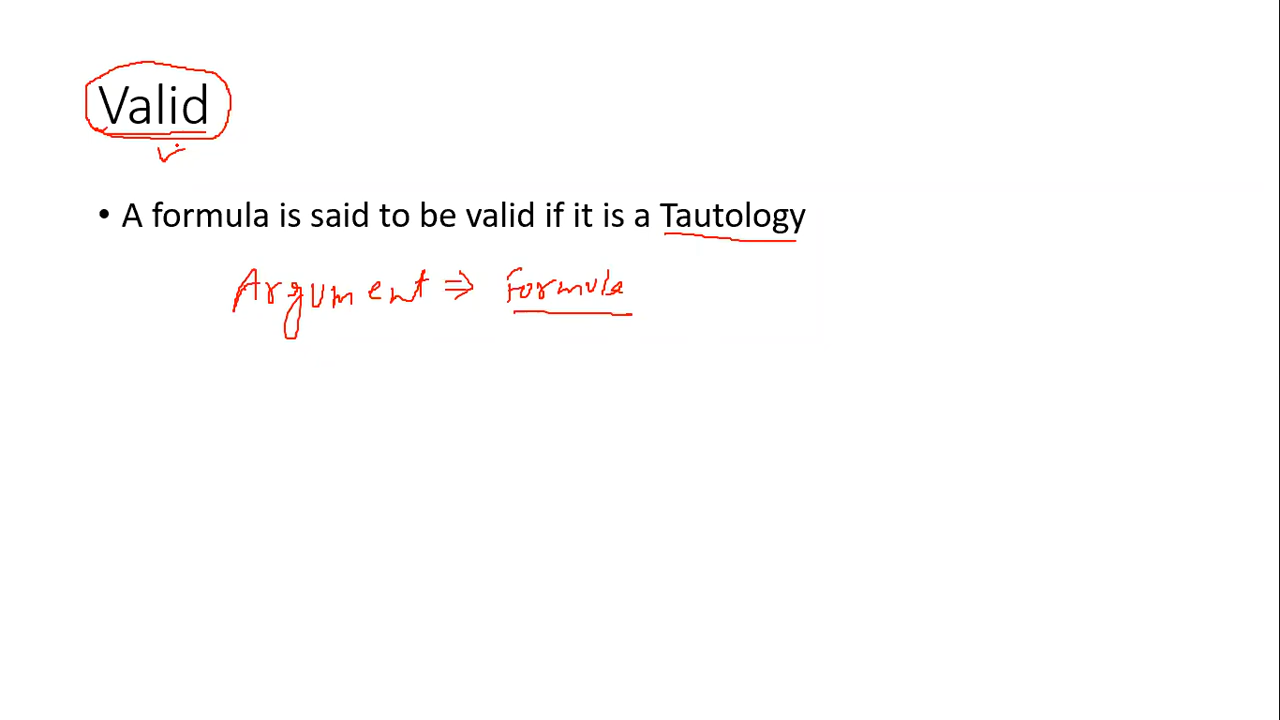 Valid
• A formula is said to be valid if it is a Tautology
Argument ⇒ Formula